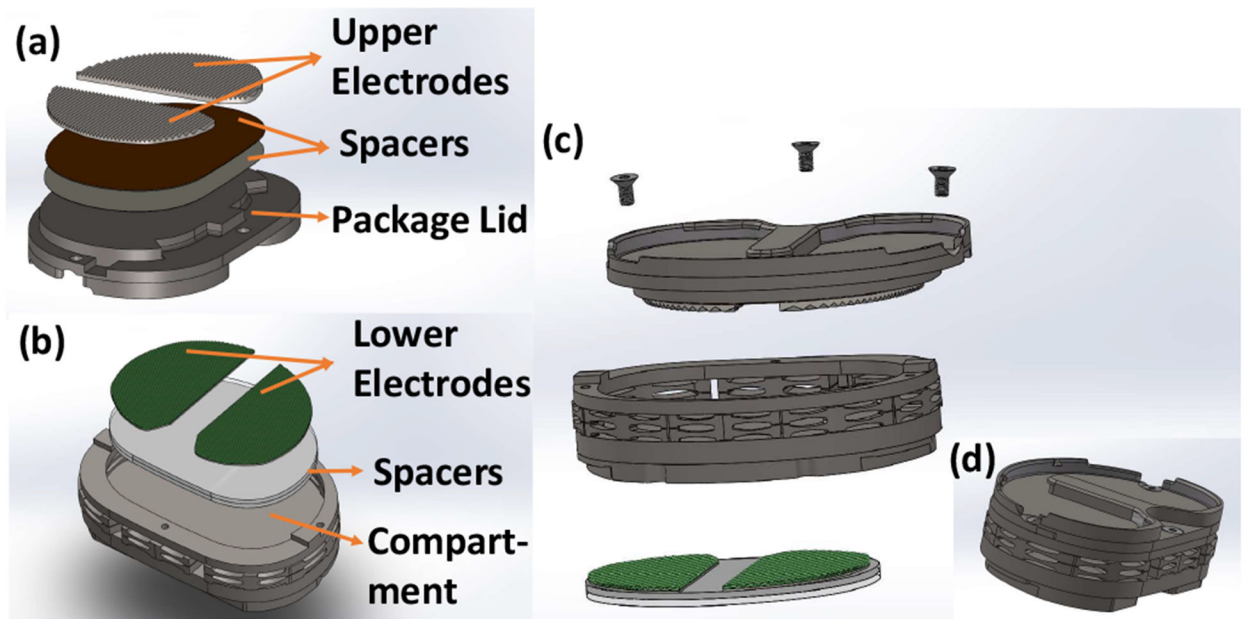 (a)
Upper
Electrodes
Spacers
Package Lid
(b)
Lower
Electrodes
Spacers
Compart-
ment
(c)
(d)